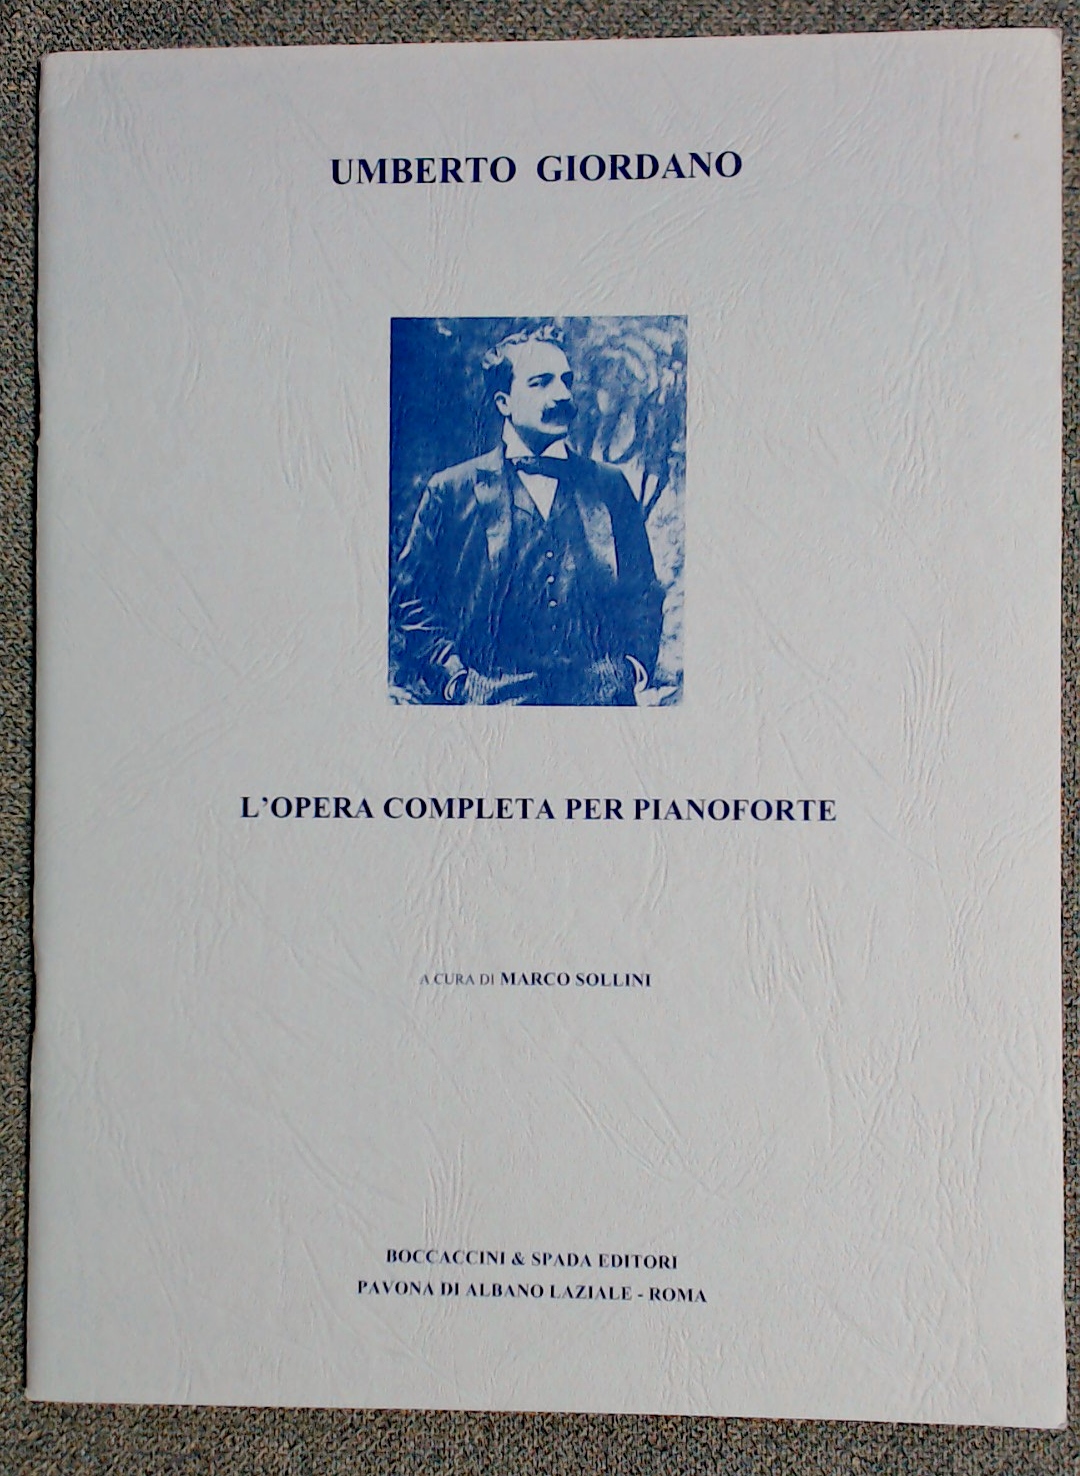 UMBERTO GIORDANO
L'OPERA COMPLETA PER PIANOFORTE
A CURA DI MARCO SOLLINI
BOCCACCINI & SPADA EDITORI
PAVONA DI ALBANO LAZIALE - ROMA